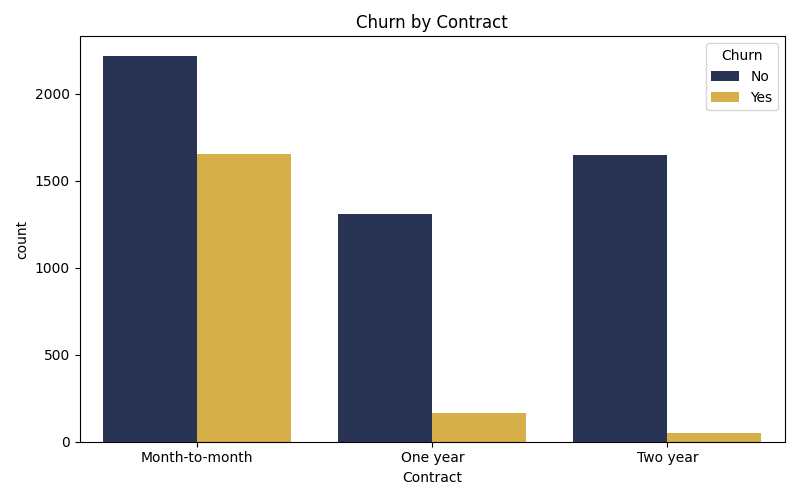 Churn by Contract
Churn
No
Yes
2000
1500
1000
500
0
count
Month-to-month
One year
Two year
Contract